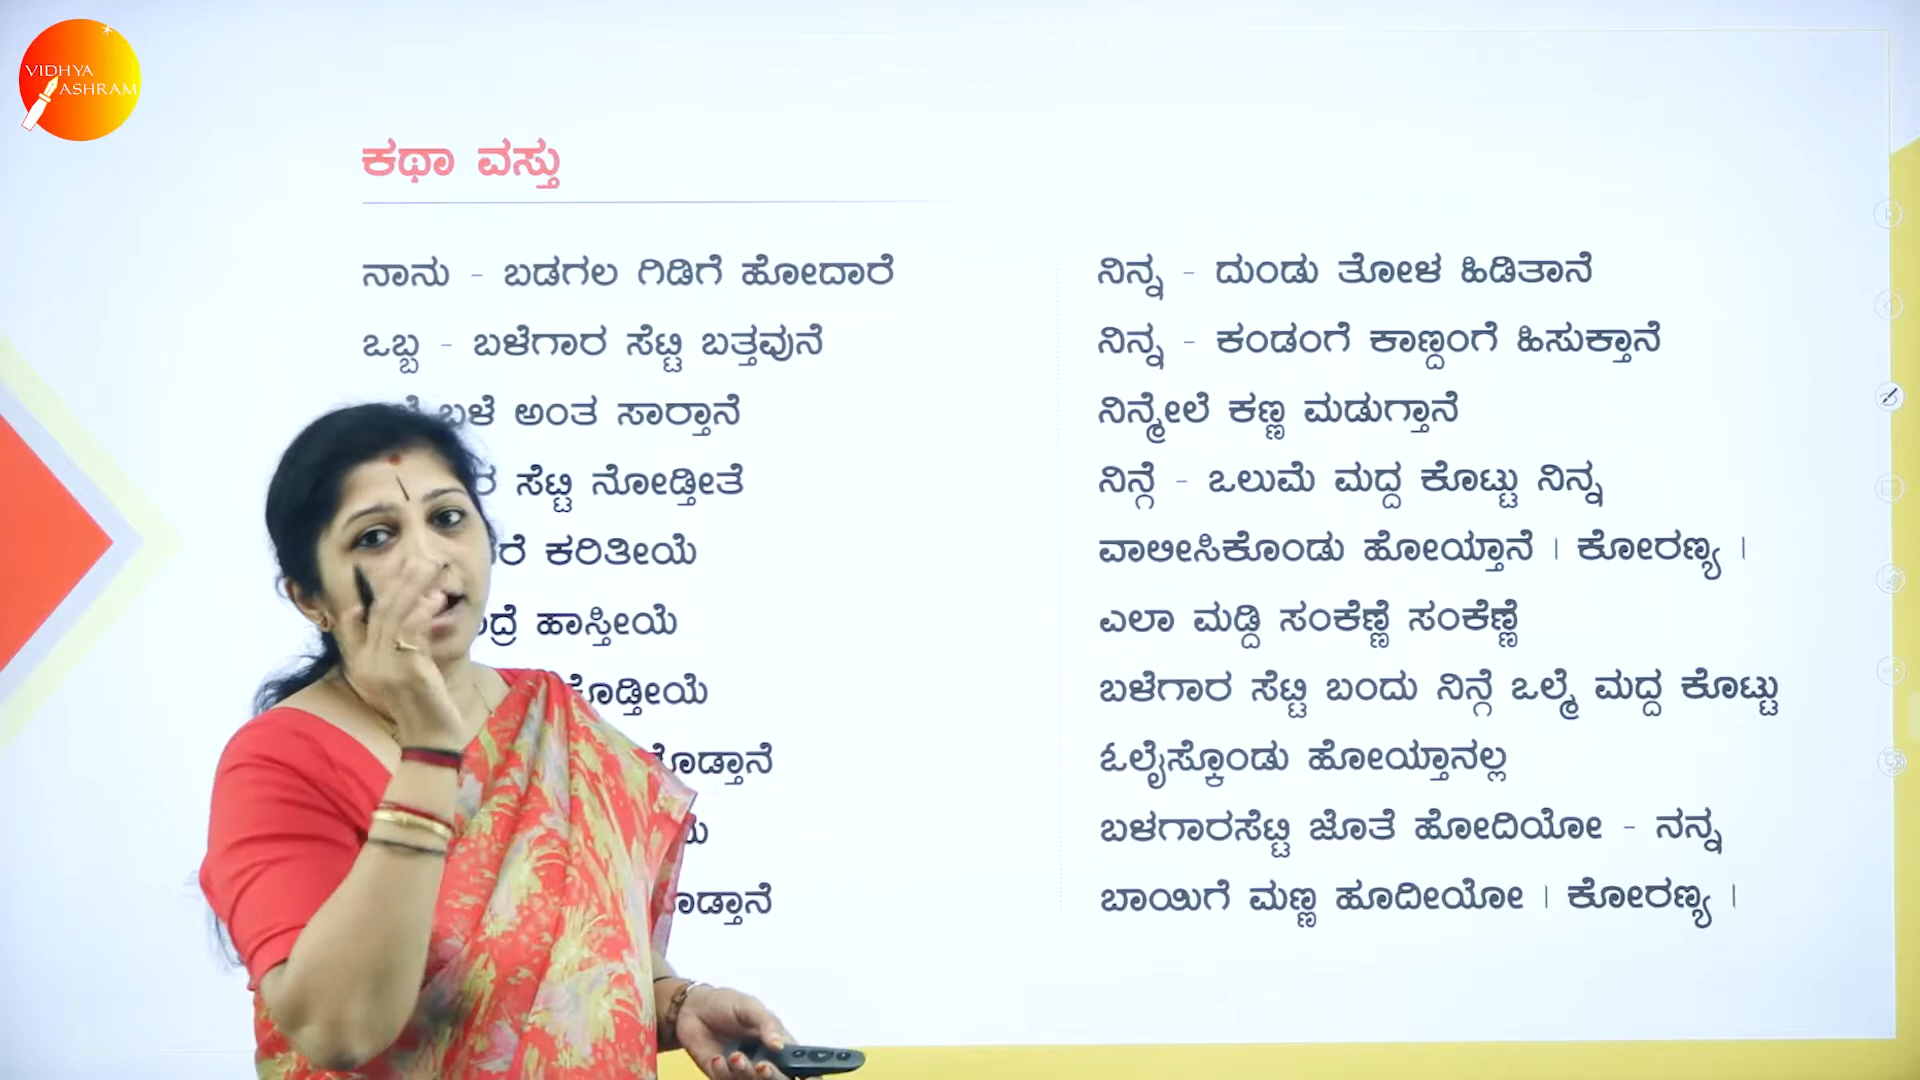 VIDHYA
ASHRAM
ಕಥಾ ವಸ್ತು
ನಾನು - ಬಡಗಲ ಗಿಡಿಗೆ ಹೋದಾರೆ
ಒಬ್ಬ - ಬಳೆಗಾರ ಸೆಟ್ಟಿ ಬತ್ತವುನೆ
ಬಳೆ ಅಂತ ಸಾರ‍್ತಾನೆ
ಸೆಟ್ಟಿ ನೋಡ್ತೀತೆ
ಕರಿತೀಯೆ
ಹಾಸ್ತೀಯೆ
ನಿನ್ನ - ದುಂಡು ತೋಳ ಹಿಡಿತಾನೆ
ನಿನ್ನ - ಕಂಡಂಗೆ ಕಾಣ್ದಂಗೆ ಹಿಸುಕ್ತಾನೆ
ನಿನ್ಮೇಲೆ ಕಣ್ಣ ಮಡುಗ್ತಾನೆ
ನಿನ್ಗೆ - ಒಲುಮೆ ಮದ್ದ ಕೊಟ್ಟು ನಿನ್ನ
ವಾಲೀಸಿಕೊಂಡು ಹೋಯ್ತಾನೆ । ಕೋರಣ್ಯ ।
ಎಲಾ ಮಡ್ದಿ ಸಂಕೆಣ್ಣೆ ಸಂಕೆಣ್ಣೆ
ಬಳೆಗಾರ ಸೆಟ್ಟಿ ಬಂದು ನಿನ್ಗೆ ಒಲ್ಮೆ ಮದ್ದ ಕೊಟ್ಟು
ಓಲೈಸ್ಕೊಂಡು ಹೋಯ್ತಾನಲ್ಲ
ಬಳಗಾರಸೆಟ್ಟಿ ಜೊತೆ ಹೋದಿಯೋ - ನನ್ನ
ಬಾಯಿಗೆ ಮಣ್ಣ ಹೂದೀಯೋ । ಕೋರಣ್ಯ ।